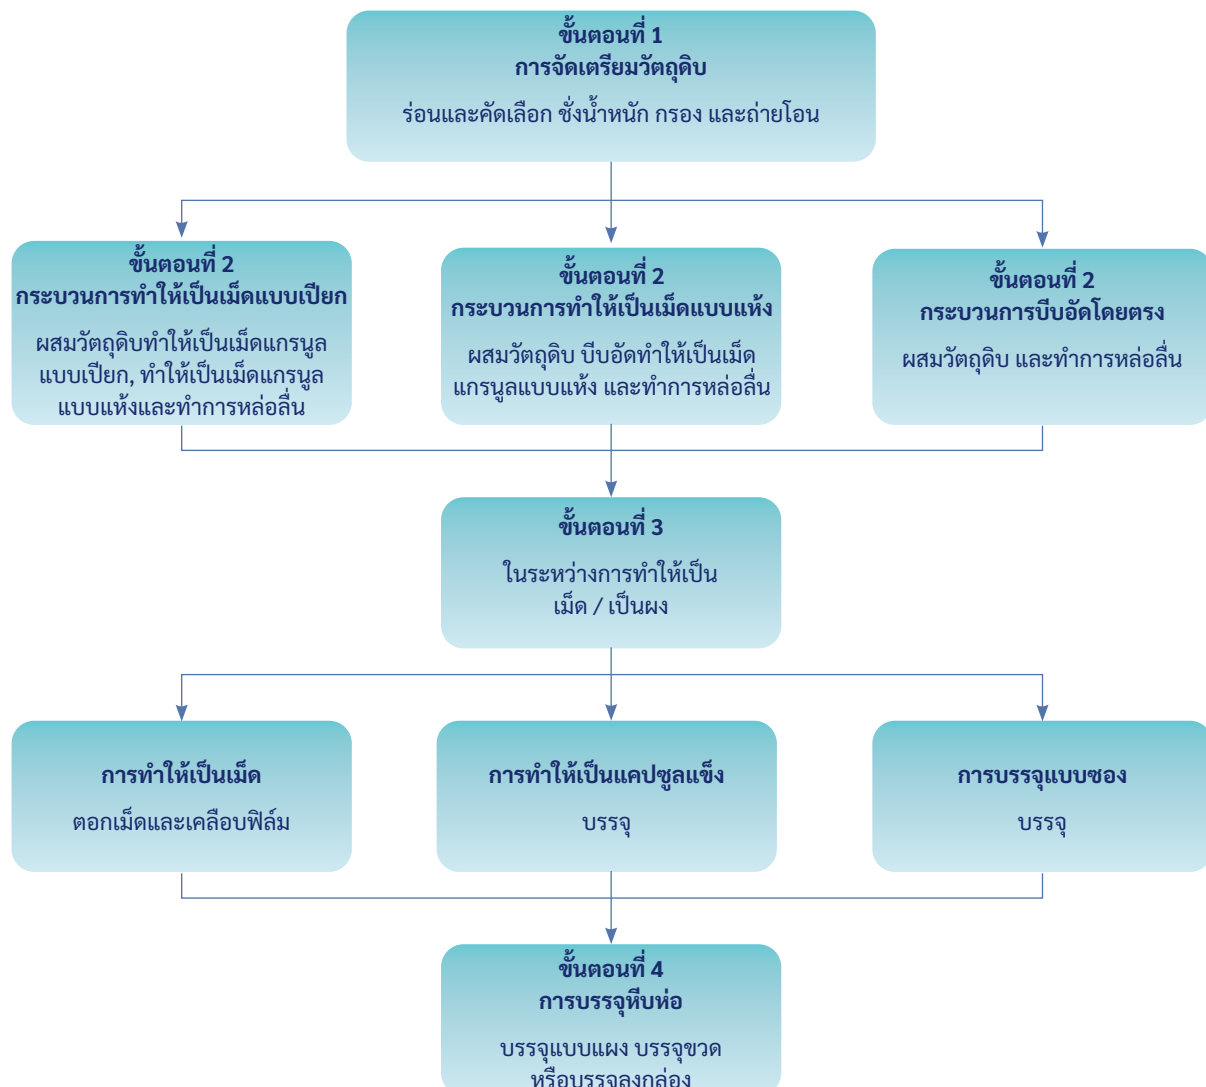 ขั้นตอนที่ 1
การจัดเตรียมวัตถุดิบ
ร่อนและคัดเลือก ชั่งน้ำหนัก กรอง และถ่ายโอน
ขั้นตอนที่ 2
กระบวนการทำให้เป็นเม็ดแบบเปียก
ผสมวัตถุดิบทำให้เป็นเม็ดแกรนูล
แบบเปียก, ทำให้เป็นเม็ดแกรนูล
แบบแห้งและทำการหล่อลื่น
ขั้นตอนที่ 2
กระบวนการทำให้เป็นเม็ดแบบแห้ง
ผสมวัตถุดิบ บีบอัดทำให้เป็นเม็ด
แกรนูลแบบแห้ง และทำการหล่อลื่น
ขั้นตอนที่ 2
กระบวนการบีบอัดโดยตรง
ผสมวัตถุดิบ และทำการหล่อลื่น
ขั้นตอนที่ 3
ในระหว่างการทำให้เป็น
เม็ด / เป็นผง
การทำให้เป็นเม็ด
ตอกเม็ดและเคลือบฟิล์ม
การทำให้เป็นแคปซูลแข็ง
บรรจุ
การบรรจุแบบซอง
บรรจุ
ขั้นตอนที่ 4
การบรรจุหีบห่อ
บรรจุแบบแผง บรรจุขวด
หรือบรรจุลงกล่อง